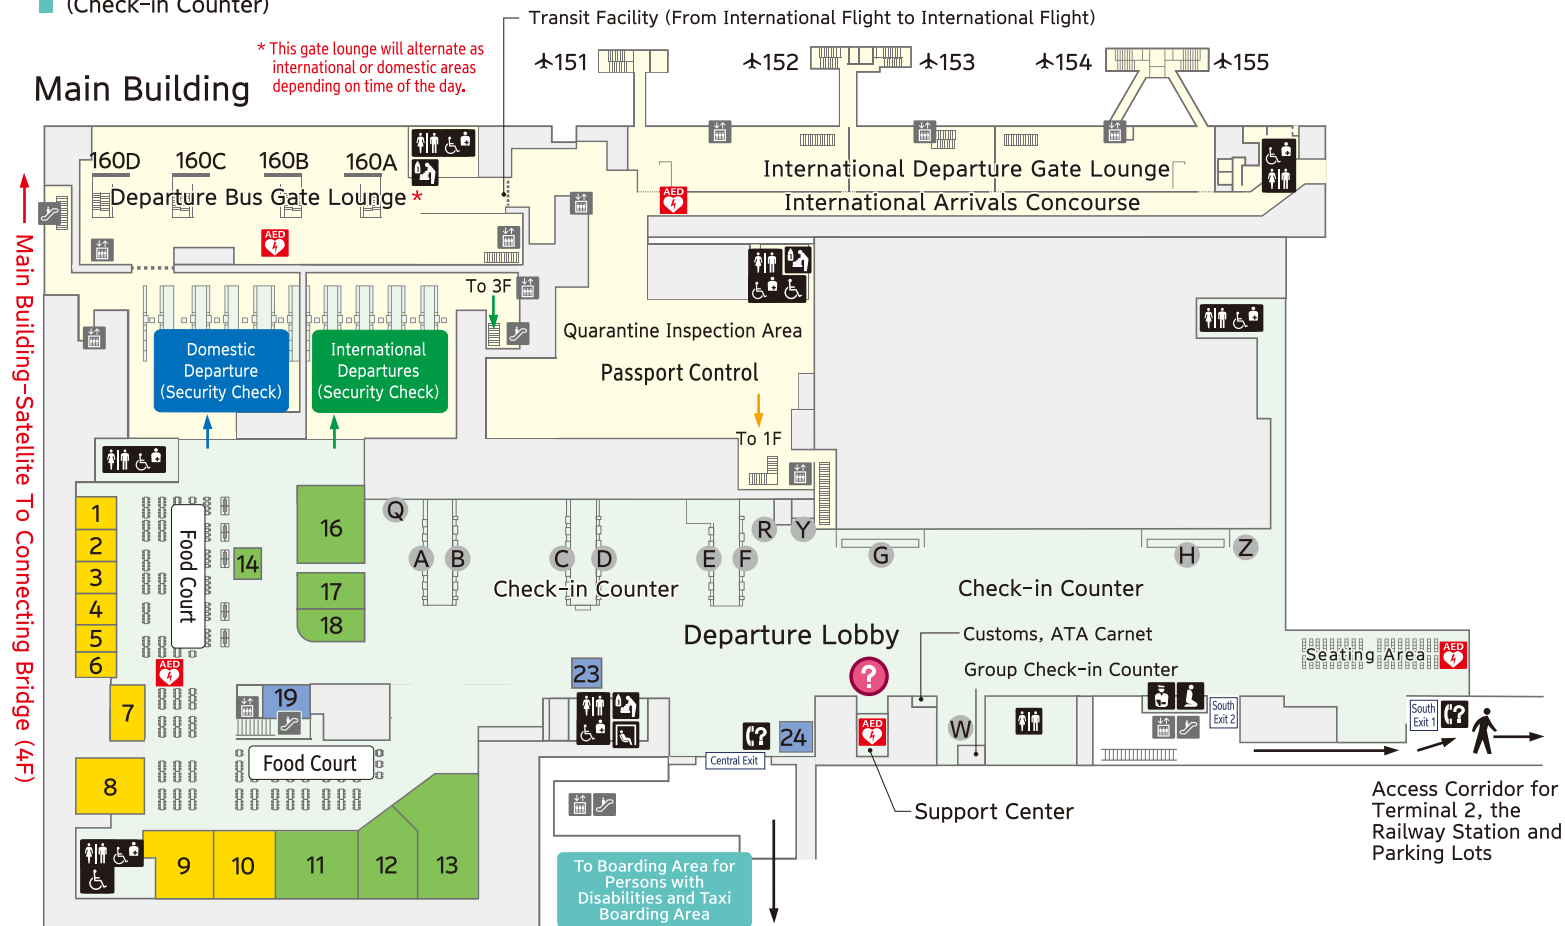 (Check-in Counter)
Transit Facility (From International Flight to International Flight)
* This gate lounge will alternate as
international or domestic areas
depending on time of the day.
Main Building
151
152
153
154
155
160D
160C
160B
160A
Departure Bus Gate Lounge *
AED
International Departure Gate Lounge
International Arrivals Concourse
AED
Main Building-Satellite To Connecting Bridge (4F)
To 3F
Quarantine Inspection Area
Passport Control
To 1F
Domestic
Departure
(Security Check)
International
Departures
(Security Check)
1
2
3
4
5
6
7
8
9
10
11
12
13
14
16
17
18
19
23
24
Food Court
Food Court
AED
Q
A
B
C
D
E
F
R
Y
G
H
Z
W
Check-in Counter
Check-in Counter
Departure Lobby
Customs, ATA Carnet
Group Check-in Counter
Seating Area
AED
?
AED
?
Central Exit
South
Exit 2
South
Exit 1
?
Support Center
To Boarding Area for
Persons with
Disabilities and Taxi
Boarding Area
Access Corridor for
Terminal 2, the
Railway Station and
Parking Lots